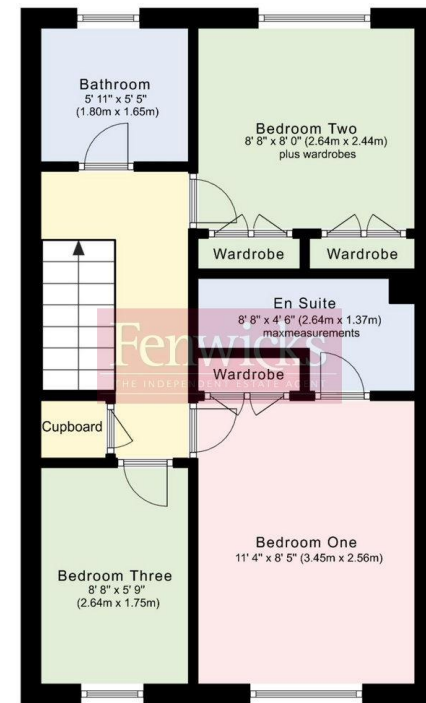 Bathroom
5' 11" x 5' 5"
(1.80m x 1.65m)
Bedroom Two
8' 8" x 8' 0" (2.64m x 2.44m)
plus wardrobes
Wardrobe
Wardrobe
En Suite
8' 8" x 4' 6" (2.64m x 1.37m)
maxmeasurements
Fenwicks
THE INDEPENDENT ESTATE AGENT
Wardrobe
Cupboard
Bedroom One
11' 4" x 8' 5" (3.45m x 2.56m)
Bedroom Three
8' 8" x 5' 9"
(2.64m x 1.75m)